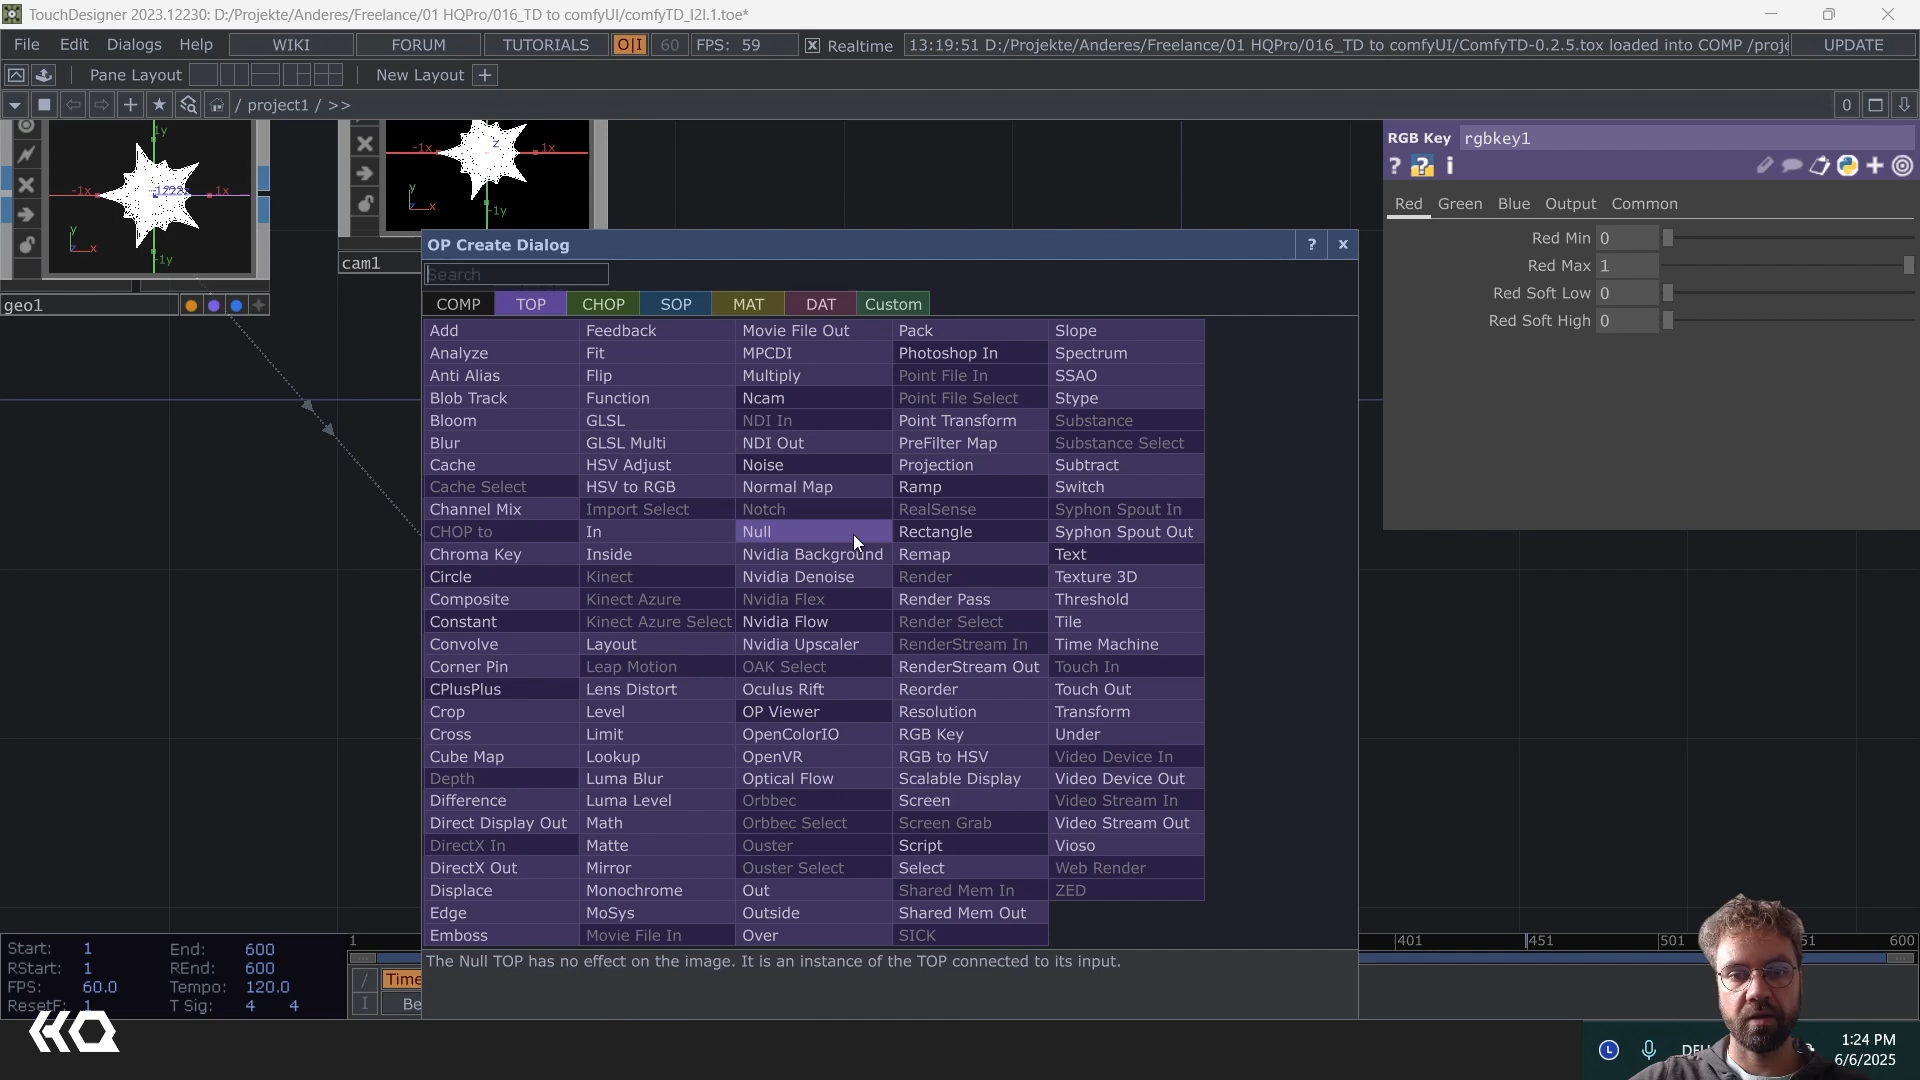 TouchDesigner 2023.12230: D:/Projekte/Anderes/Freelance/01 HQPro/016_TD to comfyUI/comfyTD_I2I.1.toe*
File Edit Dialogs Help WIKI FORUM TUTORIALS O|I 60 FPS: 59 Realtime 13:19:51 D:/Projekte/Anderes/Freelance/01 HQPro/016_TD to comfyUI/ComfyTD-0.2.5.tox loaded into COMP /proje UPDATE
Pane Layout New Layout +
/ project1 / >> 0
1y
-1x 1x
-1y
y
x
geo1
z
-1x 1x
y
x
-1y
cam1
RGB Key rgbkey1
? ? i
Red Green Blue Output Common
Red Min 0
Red Max 1
Red Soft Low 0
Red Soft High 0
OP Create Dialog ? x
Search
COMP TOP CHOP SOP MAT DAT Custom
Add Feedback Movie File Out Pack Slope
Analyze Fit MPCDI Photoshop In Spectrum
Anti Alias Flip Multiply Point File In SSAO
Blob Track Function Ncam Point File Select Stype
Bloom GLSL NDI In Point Transform Substance
Blur GLSL Multi NDI Out PreFilter Map Substance Select
Cache HSV Adjust Noise Projection Subtract
Cache Select HSV to RGB Normal Map Ramp Switch
Channel Mix Import Select Notch RealSense Syphon Spout In
CHOP to In Null Rectangle Syphon Spout Out
Chroma Key Inside Nvidia Background Remap Text
Circle Kinect Nvidia Denoise Render Texture 3D
Composite Kinect Azure Nvidia Flex Render Pass Threshold
Constant Kinect Azure Select Nvidia Flow Render Select Tile
Convolve Layout Nvidia Upscaler RenderStream In Time Machine
Corner Pin Leap Motion OAK Select RenderStream Out Touch In
CPlusPlus Lens Distort Oculus Rift Reorder Touch Out
Crop Level OP Viewer Resolution Transform
Cross Limit OpenColorIO RGB Key Under
Cube Map Lookup OpenVR RGB to HSV Video Device In
Depth Luma Blur Optical Flow Scalable Display Video Device Out
Difference Luma Level Orbbec Screen Video Stream In
Direct Display Out Math Orbbec Select Screen Grab Video Stream Out
DirectX In Matte Ouster Script Vioso
DirectX Out Mirror Ouster Select Select Web Render
Displace Monochrome Out Shared Mem In ZED
Edge MoSys Outside Shared Mem Out
Emboss Movie File In Over SICK
The Null TOP has no effect on the image. It is an instance of the TOP connected to its input.
Start: 1 End: 600
RStart: 1 REnd: 600
FPS: 60.0 Tempo: 120.0
ResetF: 1 T Sig: 4 4
1 401 451 501 51 600
/ Time
I Be
HQ
L DEU 1:24 PM
6/6/2025